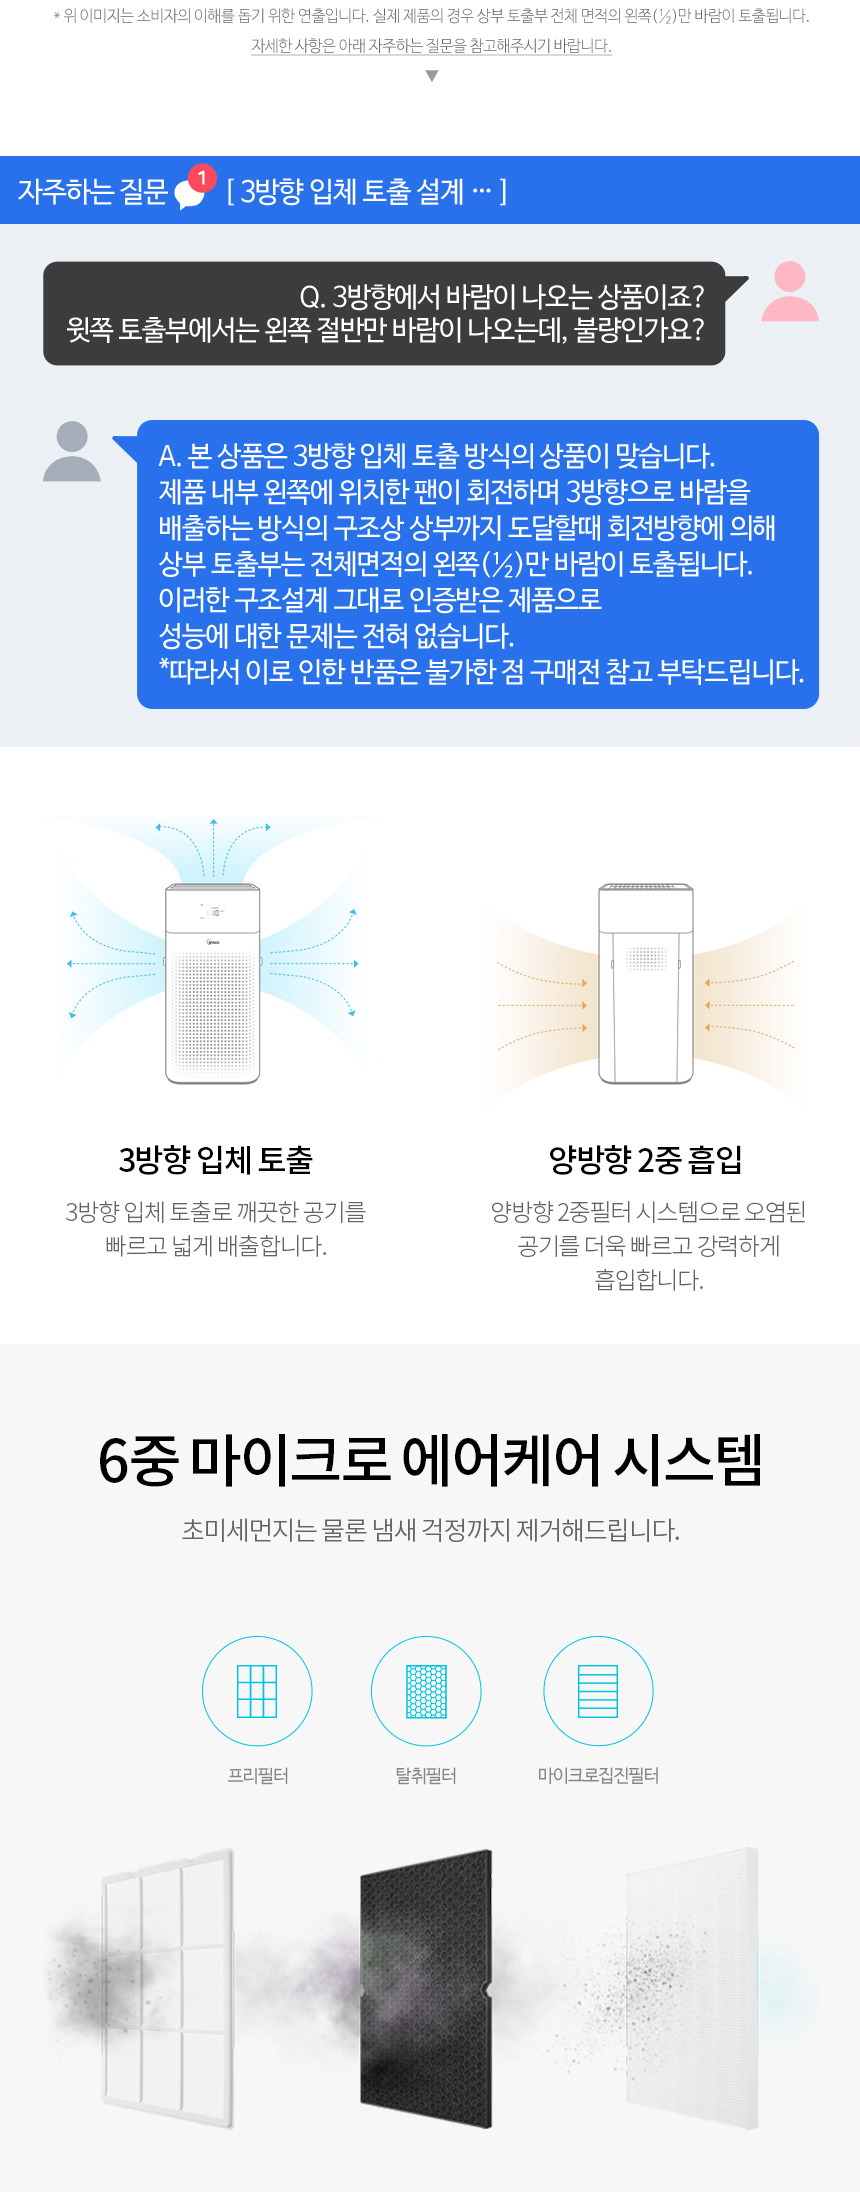 * 위 이미지는 소비자의 이해를 돕기 위한 연출입니다. 실제 제품의 경우 상부 토출부 전체 면적의 왼쪽(½)만 바람이 토출됩니다.
자세한 사항은 아래 자주하는 질문을 참고해주시기 바랍니다.
▼
자주하는 질문 1 [ 3방향 입체 토출 설계 ··· ]
Q. 3방향에서 바람이 나오는 상품이죠?
윗쪽 토출부에서는 왼쪽 절반만 바람이 나오는데, 불량인가요?
A. 본 상품은 3방향 입체 토출 방식의 상품이 맞습니다.
제품 내부 왼쪽에 위치한 팬이 회전하며 3방향으로 바람을
배출하는 방식의 구조상 상부까지 도달할때 회전방향에 의해
상부 토출부는 전체면적의 왼쪽(½)만 바람이 토출됩니다.
이러한 구조설계 그대로 인증받은 제품으로
성능에 대한 문제는 전혀 없습니다.
*따라서 이로 인한 반품은 불가한 점 구매전 참고 부탁드립니다.
3방향 입체 토출
3방향 입체 토출로 깨끗한 공기를
빠르고 넓게 배출합니다.
양방향 2중 흡입
양방향 2중필터 시스템으로 오염된
공기를 더욱 빠르고 강력하게
흡입합니다.
6중 마이크로 에어케어 시스템
초미세먼지는 물론 냄새 걱정까지 제거해드립니다.
프리필터
탈취필터
마이크로집진필터